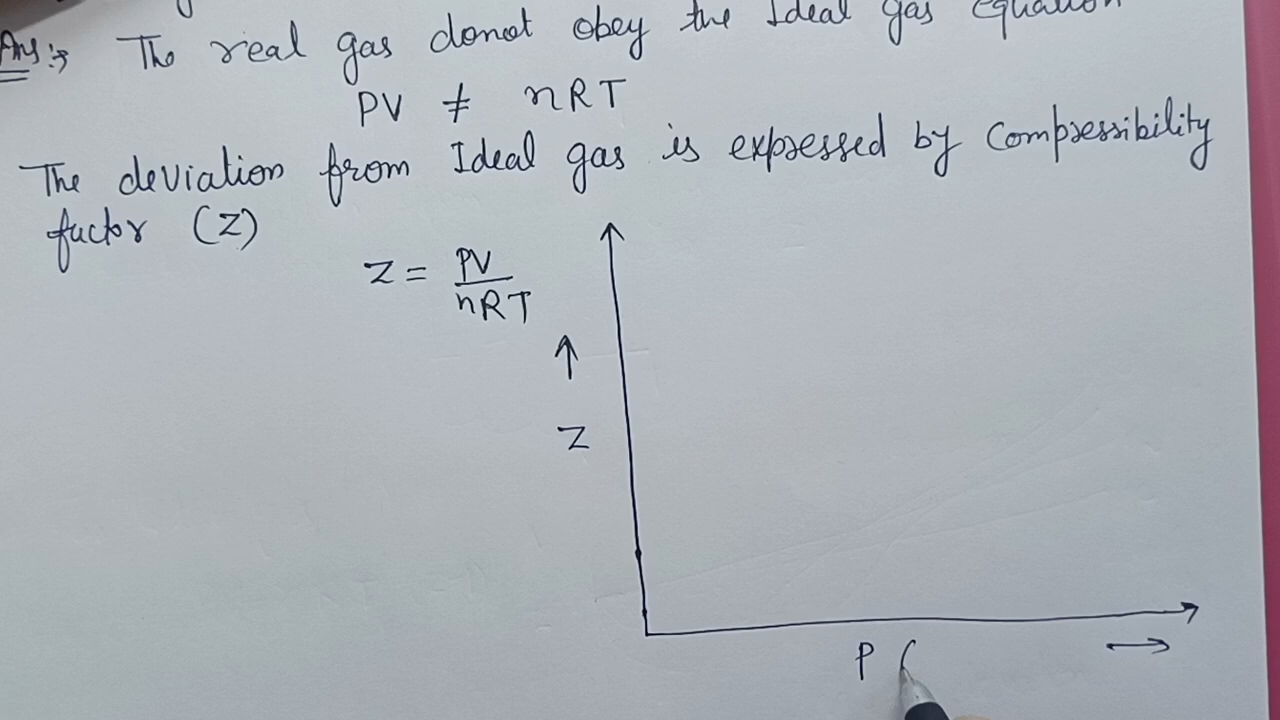 Ans:→ The real gas donot obey the Ideal gas equation
PV ≠ nRT
The deviation from Ideal gas is expressed by Compressibility
factor (Z)
Z = PV/nRT
↑
Z
P (
→